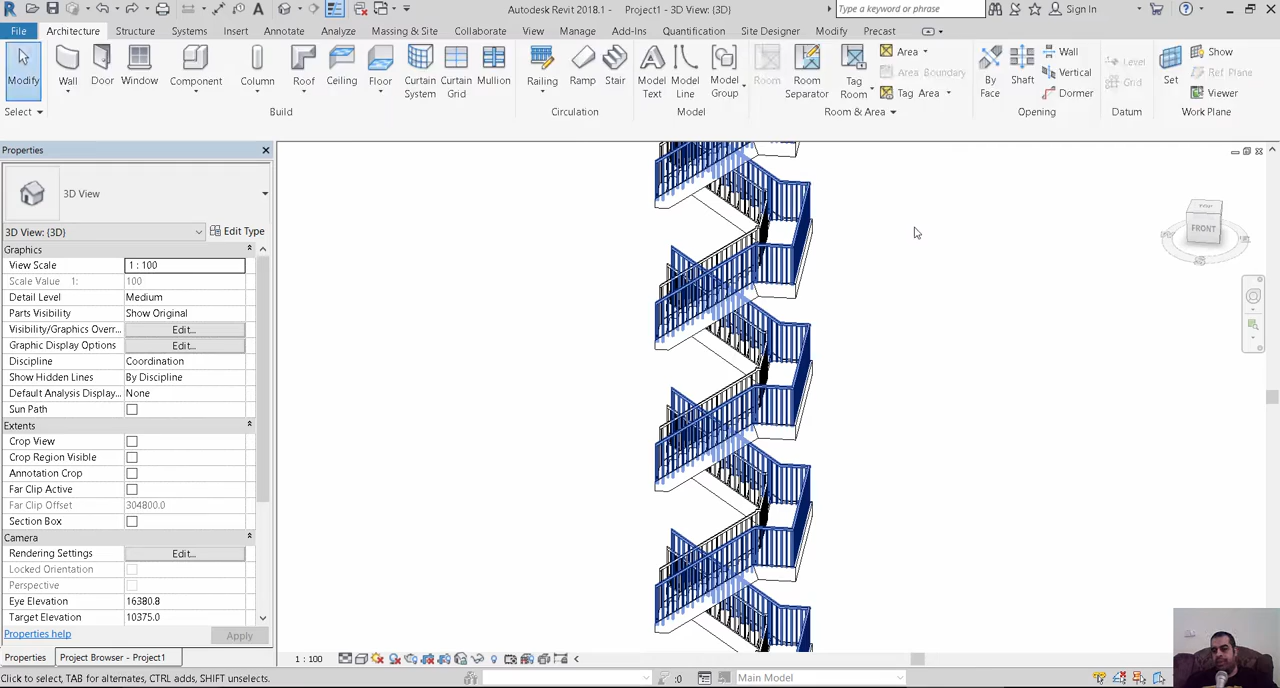 Autodesk Revit 2018.1 - Project1 - 3D View: {3D}
Type a keyword or phrase
Sign In
File
Architecture
Structure
Systems
Insert
Annotate
Analyze
Massing & Site
Collaborate
View
Manage
Add-Ins
Quantification
Site Designer
Modify
Precast
Modify
Wall
Door
Window
Component
Column
Roof
Ceiling
Floor
Curtain System
Curtain Grid
Mullion
Railing
Ramp
Stair
Model Text
Model Line
Model Group
Room
Room Separator
Tag Room
Area
Area Boundary
Tag Area
By Face
Shaft
Wall
Vertical
Dormer
Level
Grid
Set
Show
Ref Plane
Viewer
Select
Build
Circulation
Model
Room & Area
Opening
Datum
Work Plane
Properties
3D View
3D View: {3D}
Edit Type
Graphics
View Scale 1 : 100
Scale Value 1: 100
Detail Level Medium
Parts Visibility Show Original
Visibility/Graphics Overr... Edit...
Graphic Display Options Edit...
Discipline Coordination
Show Hidden Lines By Discipline
Default Analysis Display... None
Sun Path
Extents
Crop View
Crop Region Visible
Annotation Crop
Far Clip Active
Far Clip Offset 304800.0
Section Box
Camera
Rendering Settings Edit...
Locked Orientation
Perspective
Eye Elevation 16380.8
Target Elevation 10375.0
Properties help
Apply
Properties
Project Browser - Project1
TOP
FRONT
1 : 100
Click to select, TAB for alternates, CTRL adds, SHIFT unselects.
:0
Main Model